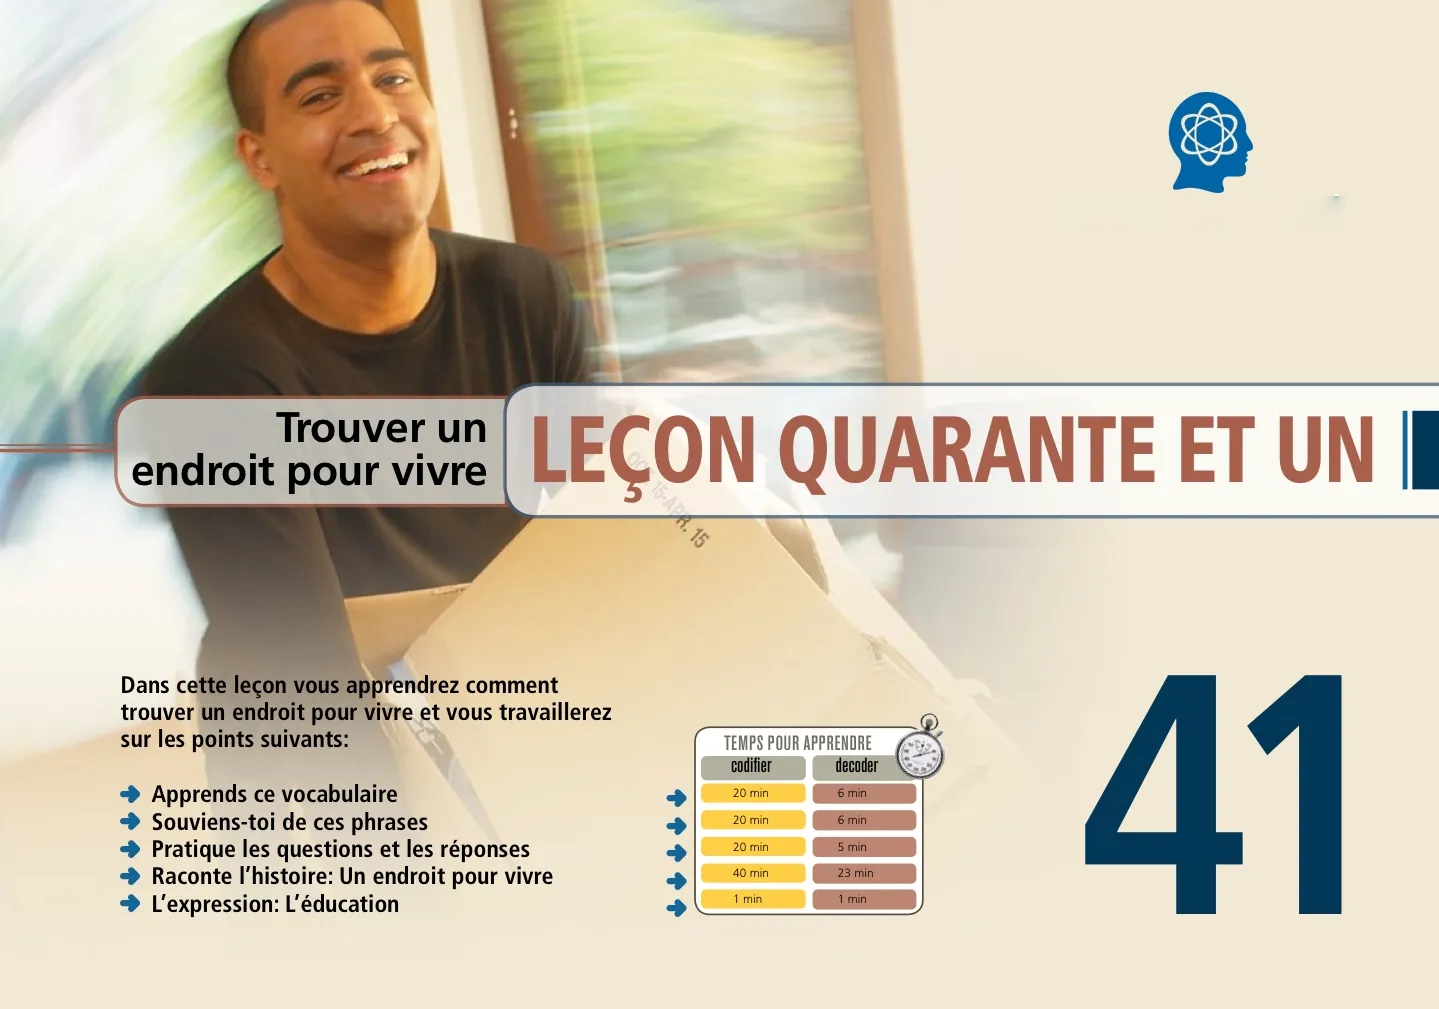 Trouver un
endroit pour vivre
LEÇON QUARANTE ET UN
OCT. 15-APR. 15
Dans cette leçon vous apprendrez comment
trouver un endroit pour vivre et vous travaillerez
sur les points suivants:
Apprends ce vocabulaire
Souviens-toi de ces phrases
Pratique les questions et les réponses
Raconte l’histoire: Un endroit pour vivre
L’expression: L’éducation
TEMPS POUR APPRENDRE
codifier decoder
20 min 6 min
20 min 6 min
20 min 5 min
40 min 23 min
1 min 1 min
41